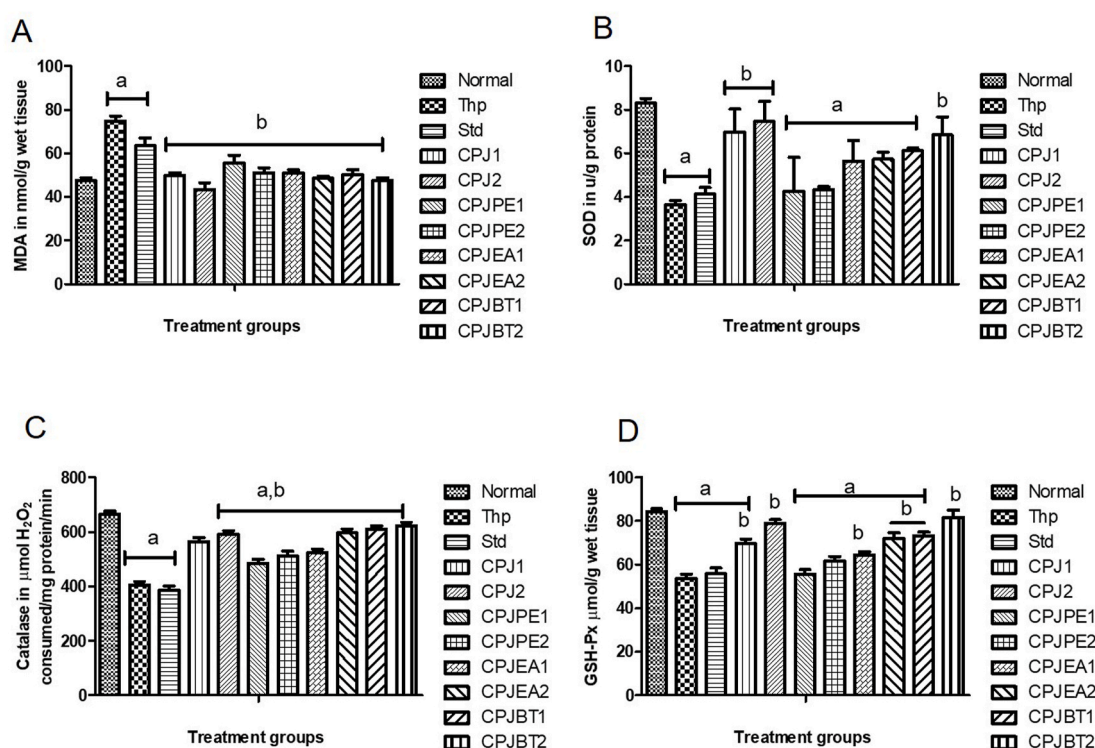 A
MDA in nmol/g wet tissue
100
80
60
40
20
0
a
b
Treatment groups
Normal
Thp
Std
CPJ1
CPJ2
CPJPE1
CPJPE2
CPJEA1
CPJEA2
CPJBT1
CPJBT2
B
SOD in u/g protein
10
8
6
4
2
0
a
b
a
b
Treatment groups
Normal
Thp
Std
CPJ1
CPJ2
CPJPE1
CPJPE2
CPJEA1
CPJEA2
CPJBT1
CPJBT2
C
Catalase in μmol H₂O₂
consumed/mg protein/min
800
600
400
200
0
a
a,b
Treatment groups
Normal
Thp
Std
CPJ1
CPJ2
CPJPE1
CPJPE2
CPJEA1
CPJEA2
CPJBT1
CPJBT2
D
GSH-Px μmol/g wet tissue
100
80
60
40
20
0
a
b
b
a
b
b
b
Treatment groups
Normal
Thp
Std
CPJ1
CPJ2
CPJPE1
CPJPE2
CPJEA1
CPJEA2
CPJBT1
CPJBT2